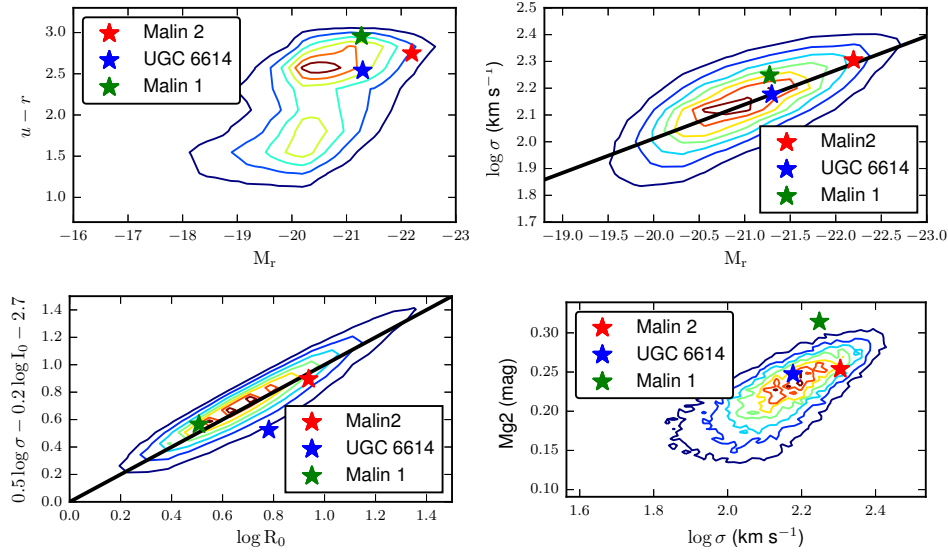 3.0
2.5
2.0
1.5
1.0
u − r
Malin 2
UGC 6614
Malin 1
−16 −17 −18 −19 −20 −21 −22 −23
M_r
2.5
2.4
2.3
2.2
2.1
2.0
1.9
1.8
1.7
log σ (km s⁻¹)
Malin2
UGC 6614
Malin 1
−19.0 −19.5 −20.0 −20.5 −21.0 −21.5 −22.0 −22.5 −23.0
M_r
1.4
1.2
1.0
0.8
0.6
0.4
0.2
0.0
0.5 log σ − 0.2 log I₀ − 2.7
Malin2
UGC 6614
Malin 1
0.0 0.2 0.4 0.6 0.8 1.0 1.2 1.4
log R₀
0.30
0.25
0.20
0.15
0.10
Mg2 (mag)
Malin 2
UGC 6614
Malin 1
1.6 1.8 2.0 2.2 2.4
log σ (km s⁻¹)